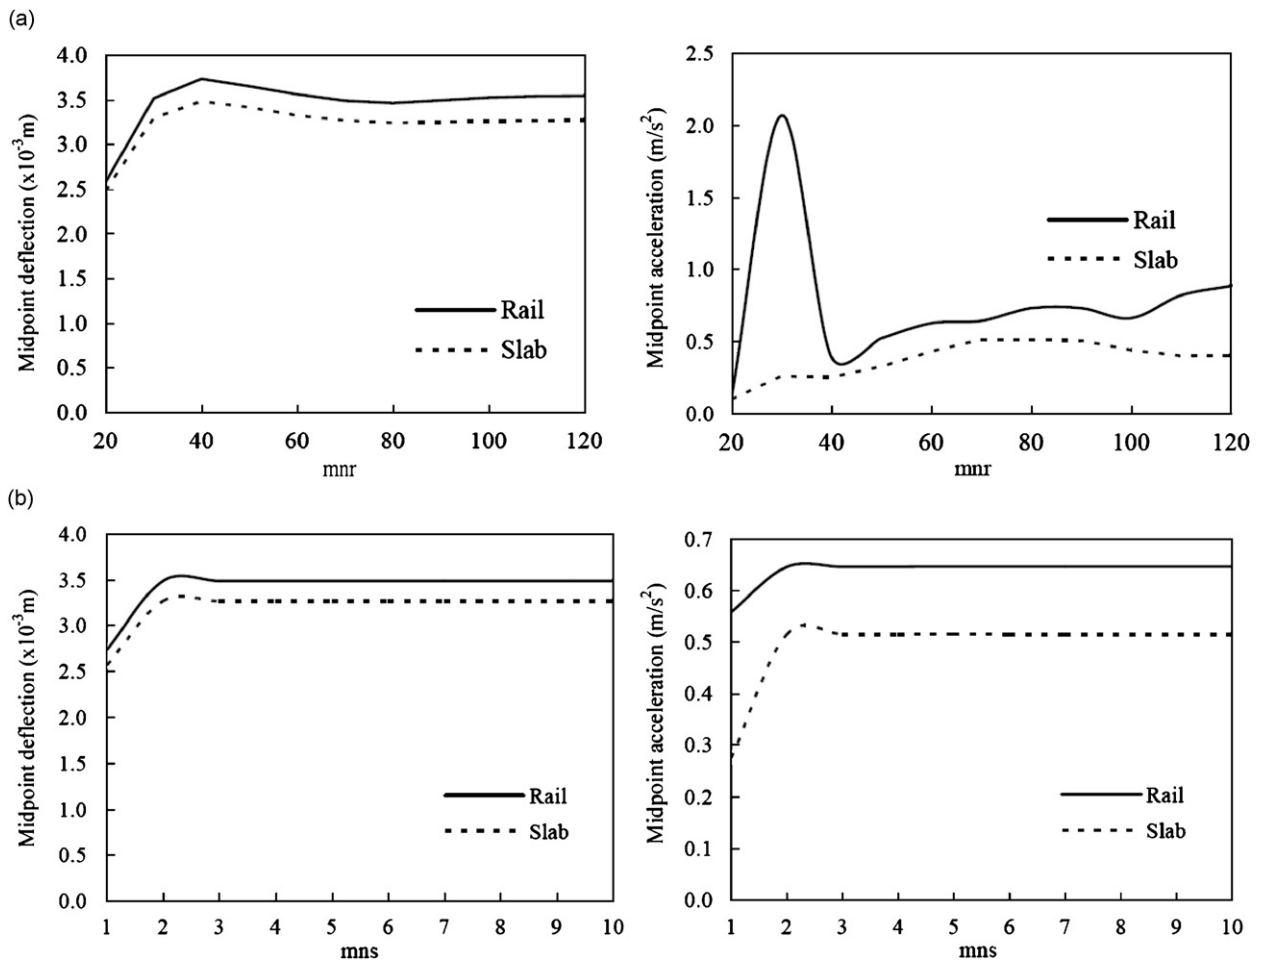 (a)
Midpoint deflection (x10⁻³m)
4.0
3.5
3.0
2.5
2.0
1.5
1.0
0.5
0.0
Rail
Slab
20 40 60 80 100 120
mnr
Midpoint acceleration (m/s²)
2.5
2.0
1.5
1.0
0.5
0.0
Rail
Slab
20 40 60 80 100 120
mnr
(b)
Midpoint deflection (x10⁻³m)
4.0
3.5
3.0
2.5
2.0
1.5
1.0
0.5
0.0
Rail
Slab
1 2 3 4 5 6 7 8 9 10
mns
Midpoint acceleration (m/s²)
0.7
0.6
0.5
0.4
0.3
0.2
0.1
0.0
Rail
Slab
1 2 3 4 5 6 7 8 9 10
mns